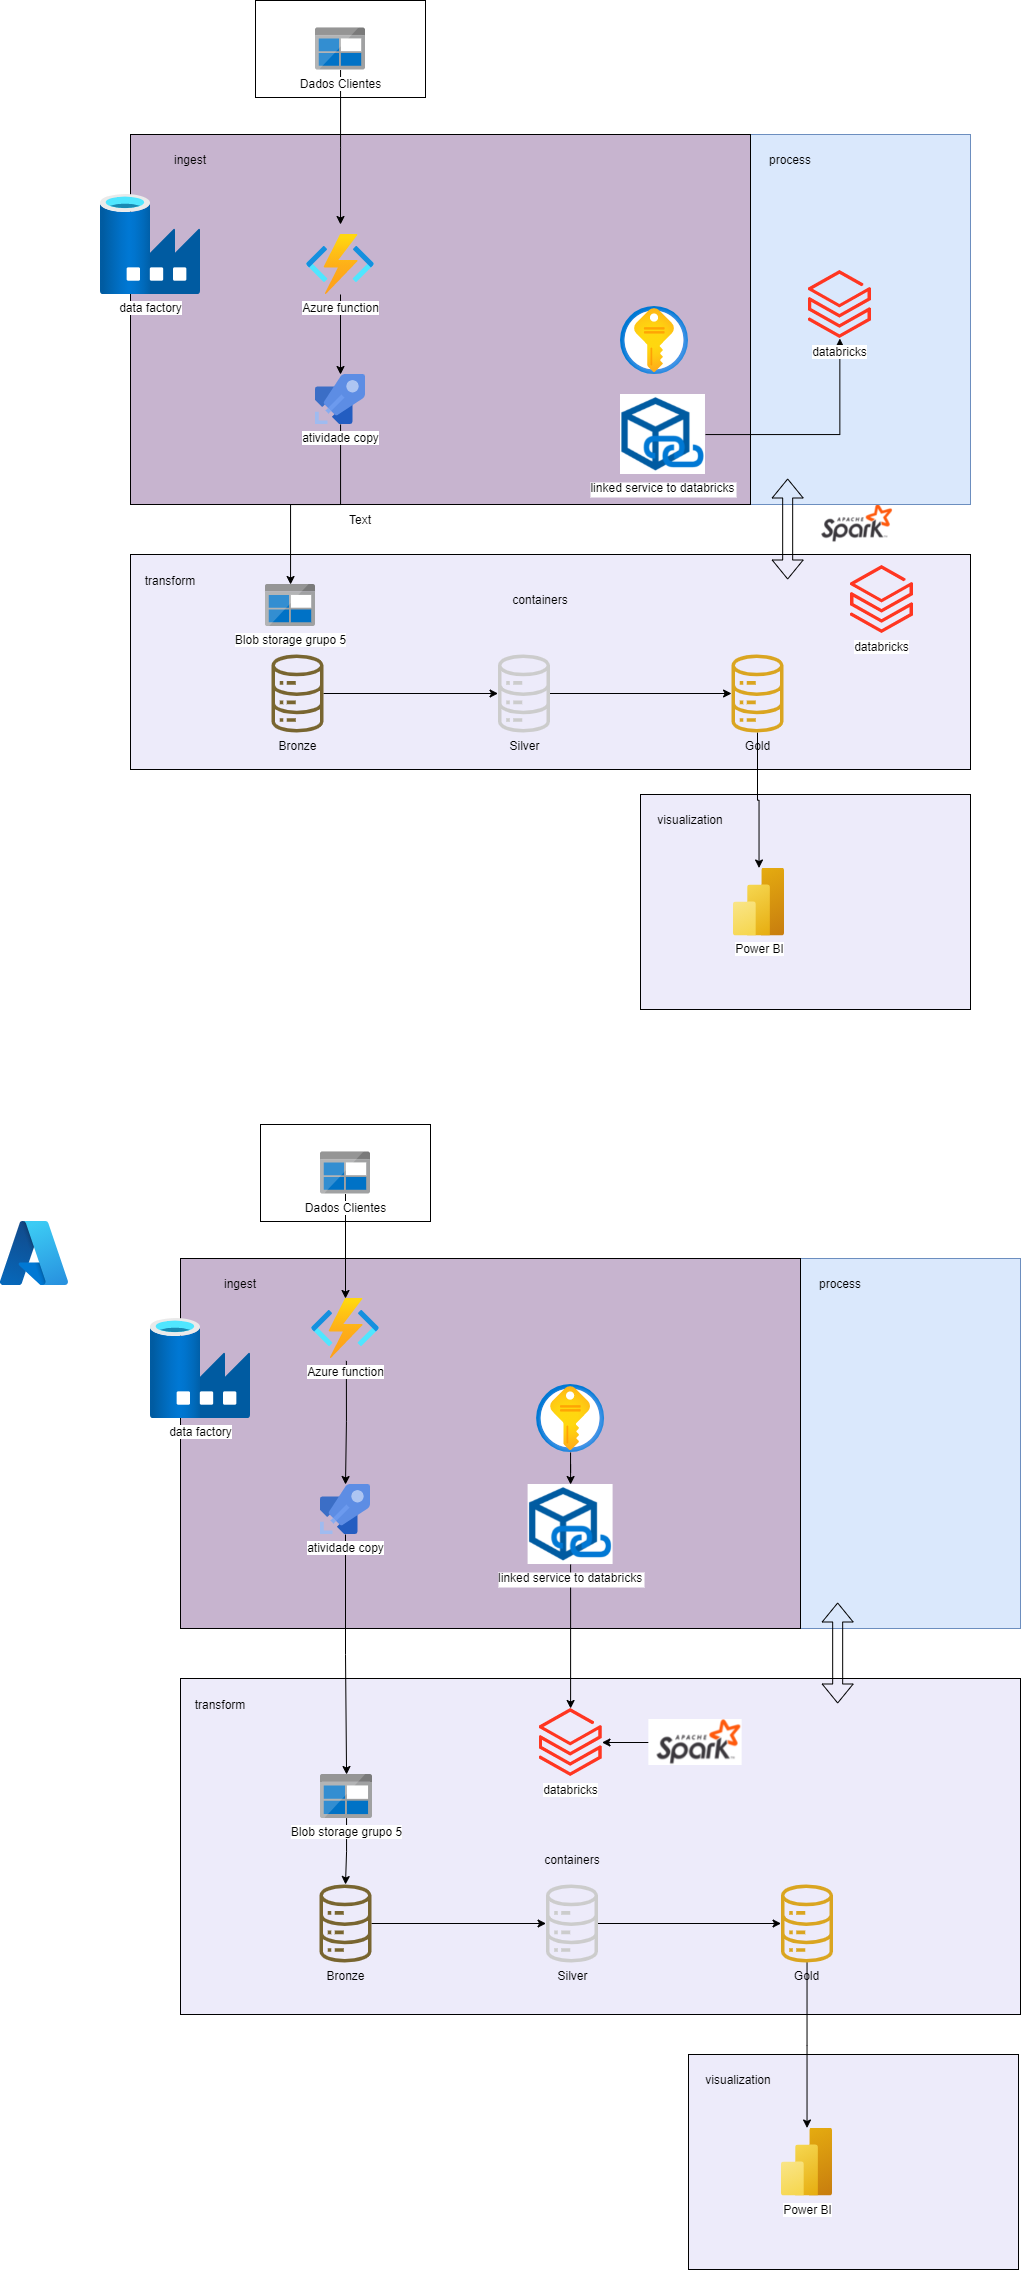 Dados Clientes
ingest
process
data factory
Azure function
databricks
atividade copy
linked service to databricks
Text
APACHE
Spark
transform
containers
Blob storage grupo 5
databricks
Bronze
Silver
Gold
visualization
Power BI
Dados Clientes
ingest
process
Azure function
data factory
atividade copy
linked service to databricks
transform
APACHE
Spark
databricks
Blob storage grupo 5
containers
Bronze
Silver
Gold
visualization
Power BI